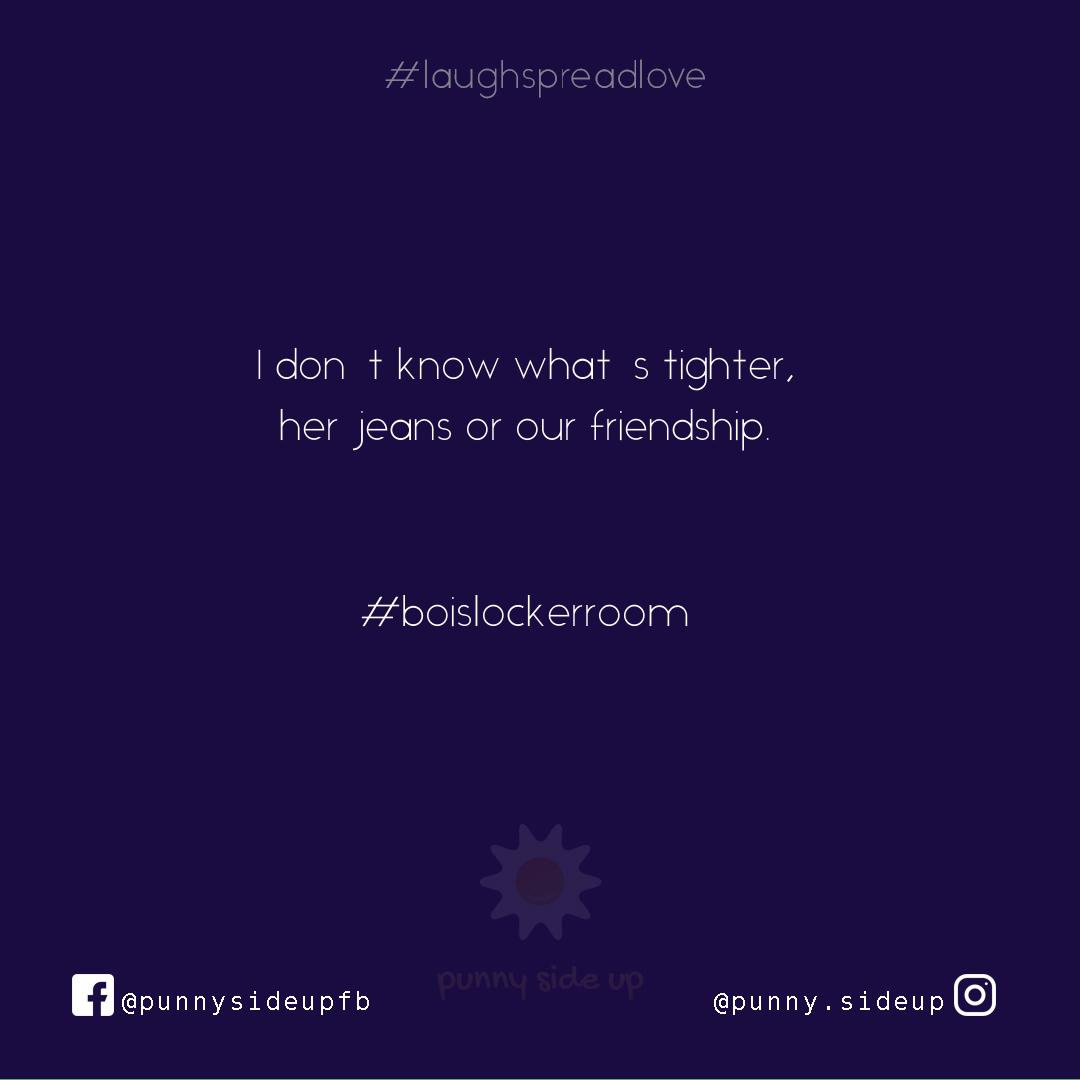 #laughspreadlove
I don t know what s tighter,
her jeans or our friendship.
#boislockerroom
punny side up
@punnysideupfb
@punny.sideup